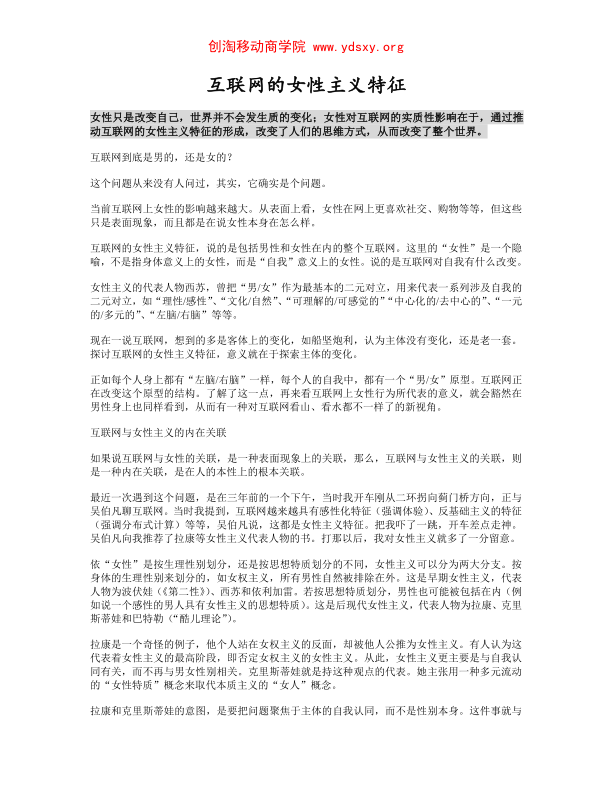 创淘移动商学院 www.ydsxy.org
互联网的女性主义特征
女性只是改变自己，世界并不会发生质的变化；女性对互联网的实质性影响在于，通过推
动互联网的女性主义特征的形成，改变了人们的思维方式，从而改变了整个世界。
互联网到底是男的，还是女的？
这个问题从来没有人问过，其实，它确实是个问题。
当前互联网上女性的影响越来越大。从表面上看，女性在网上更喜欢社交、购物等等，但这些
只是表面现象，而且都是在说女性本身在怎么样。
互联网的女性主义特征，说的是包括男性和女性在内的整个互联网。这里的“女性”是一个隐
喻，不是指身体意义上的女性，而是“自我”意义上的女性。说的是互联网对自我有什么改变。
女性主义的代表人物西苏，曾把“男/女”作为最基本的二元对立，用来代表一系列涉及自我的
二元对立，如“理性/感性”、“文化/自然”、“可理解的/可感觉的”“中心化的/去中心的”、“一元
的/多元的”、“左脑/右脑”等等。
现在一说互联网，想到的多是客体上的变化，如船坚炮利，认为主体没有变化，还是老一套。
探讨互联网的女性主义特征，意义就在于探索主体的变化。
正如每个人身上都有“左脑/右脑”一样，每个人的自我中，都有一个“男/女”原型。互联网正
在改变这个原型的结构。了解了这一点，再来看互联网上女性行为所代表的意义，就会豁然在
男性身上也同样看到，从而有一种对互联网看山、看水都不一样了的新视角。
互联网与女性主义的内在关联
如果说互联网与女性的关联，是一种表面现象上的关联，那么，互联网与女性主义的关联，则
是一种内在关联，是在人的本性上的根本关联。
最近一次遇到这个问题，是在三年前的一个下午，当时我开车刚从二环拐向蓟门桥方向，正与
吴伯凡聊互联网。当时我提到，互联网越来越具有感性化特征（强调体验）、反基础主义的特征
（强调分布式计算）等等，吴伯凡说，这都是女性主义特征。把我吓了一跳，开车差点走神。
吴伯凡向我推荐了拉康等女性主义代表人物的书。打那以后，我对女性主义就多了一分留意。
依“女性”是按生理性别划分，还是按思想特质划分的不同，女性主义可以分为两大分支。按
身体的生理性别来划分的，如女权主义，所有男性自然被排除在外。这是早期女性主义，代表
人物为波伏娃（《第二性》）、西苏和依利加雷。若按思想特质划分，男性也可能被包括在内（例
如说一个感性的男人具有女性主义的思想特质）。这是后现代女性主义，代表人物为拉康、克里
斯蒂娃和巴特勒（“酷儿理论”）。
拉康是一个奇怪的例子，他个人站在女权主义的反面，却被他人公推为女性主义。有人认为这
代表着女性主义的最高阶段，即否定女权主义的女性主义。从此，女性主义更主要是与自我认
同有关，而不再与男女性别相关。克里斯蒂娃就是持这种观点的代表。她主张用一种多元流动
的“女性特质”概念来取代本质主义的“女人”概念。
拉康和克里斯蒂娃的意图，是要把问题聚焦于主体的自我认同，而不是性别本身。这件事就与